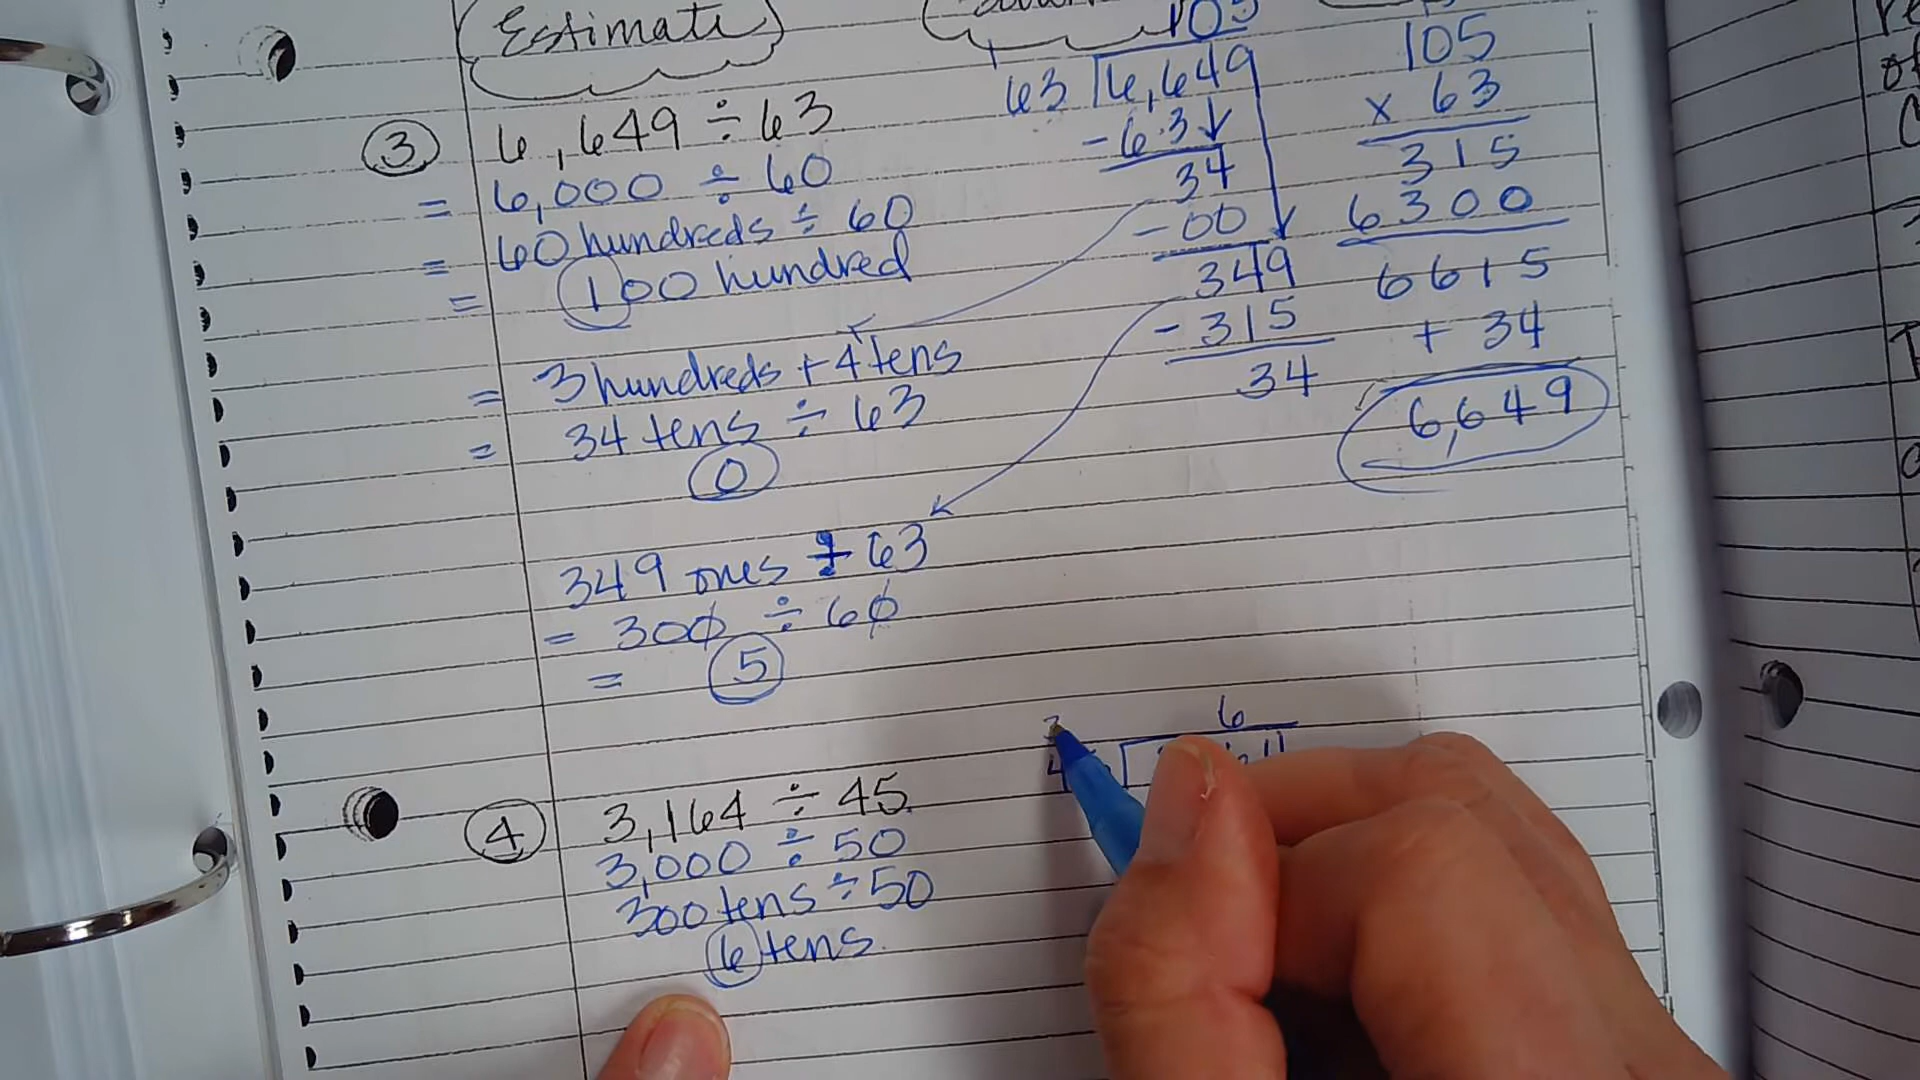 Estimate
③ 6,649 ÷ 63
= 6,000 ÷ 60
= 60 hundreds ÷ 60
= 100 hundred
= 3 hundreds + 4 tens
= 34 tens ÷ 63
0
349 ones ÷ 63
= 300 ÷ 60
= 5
105
63 6,649
- 63
34
- 00
349
- 315
34
105
x 63
315
6300
6615
+ 34
6,649
④ 3,164 ÷ 45
3,000 ÷ 50
300 tens ÷ 50
6 tens
6